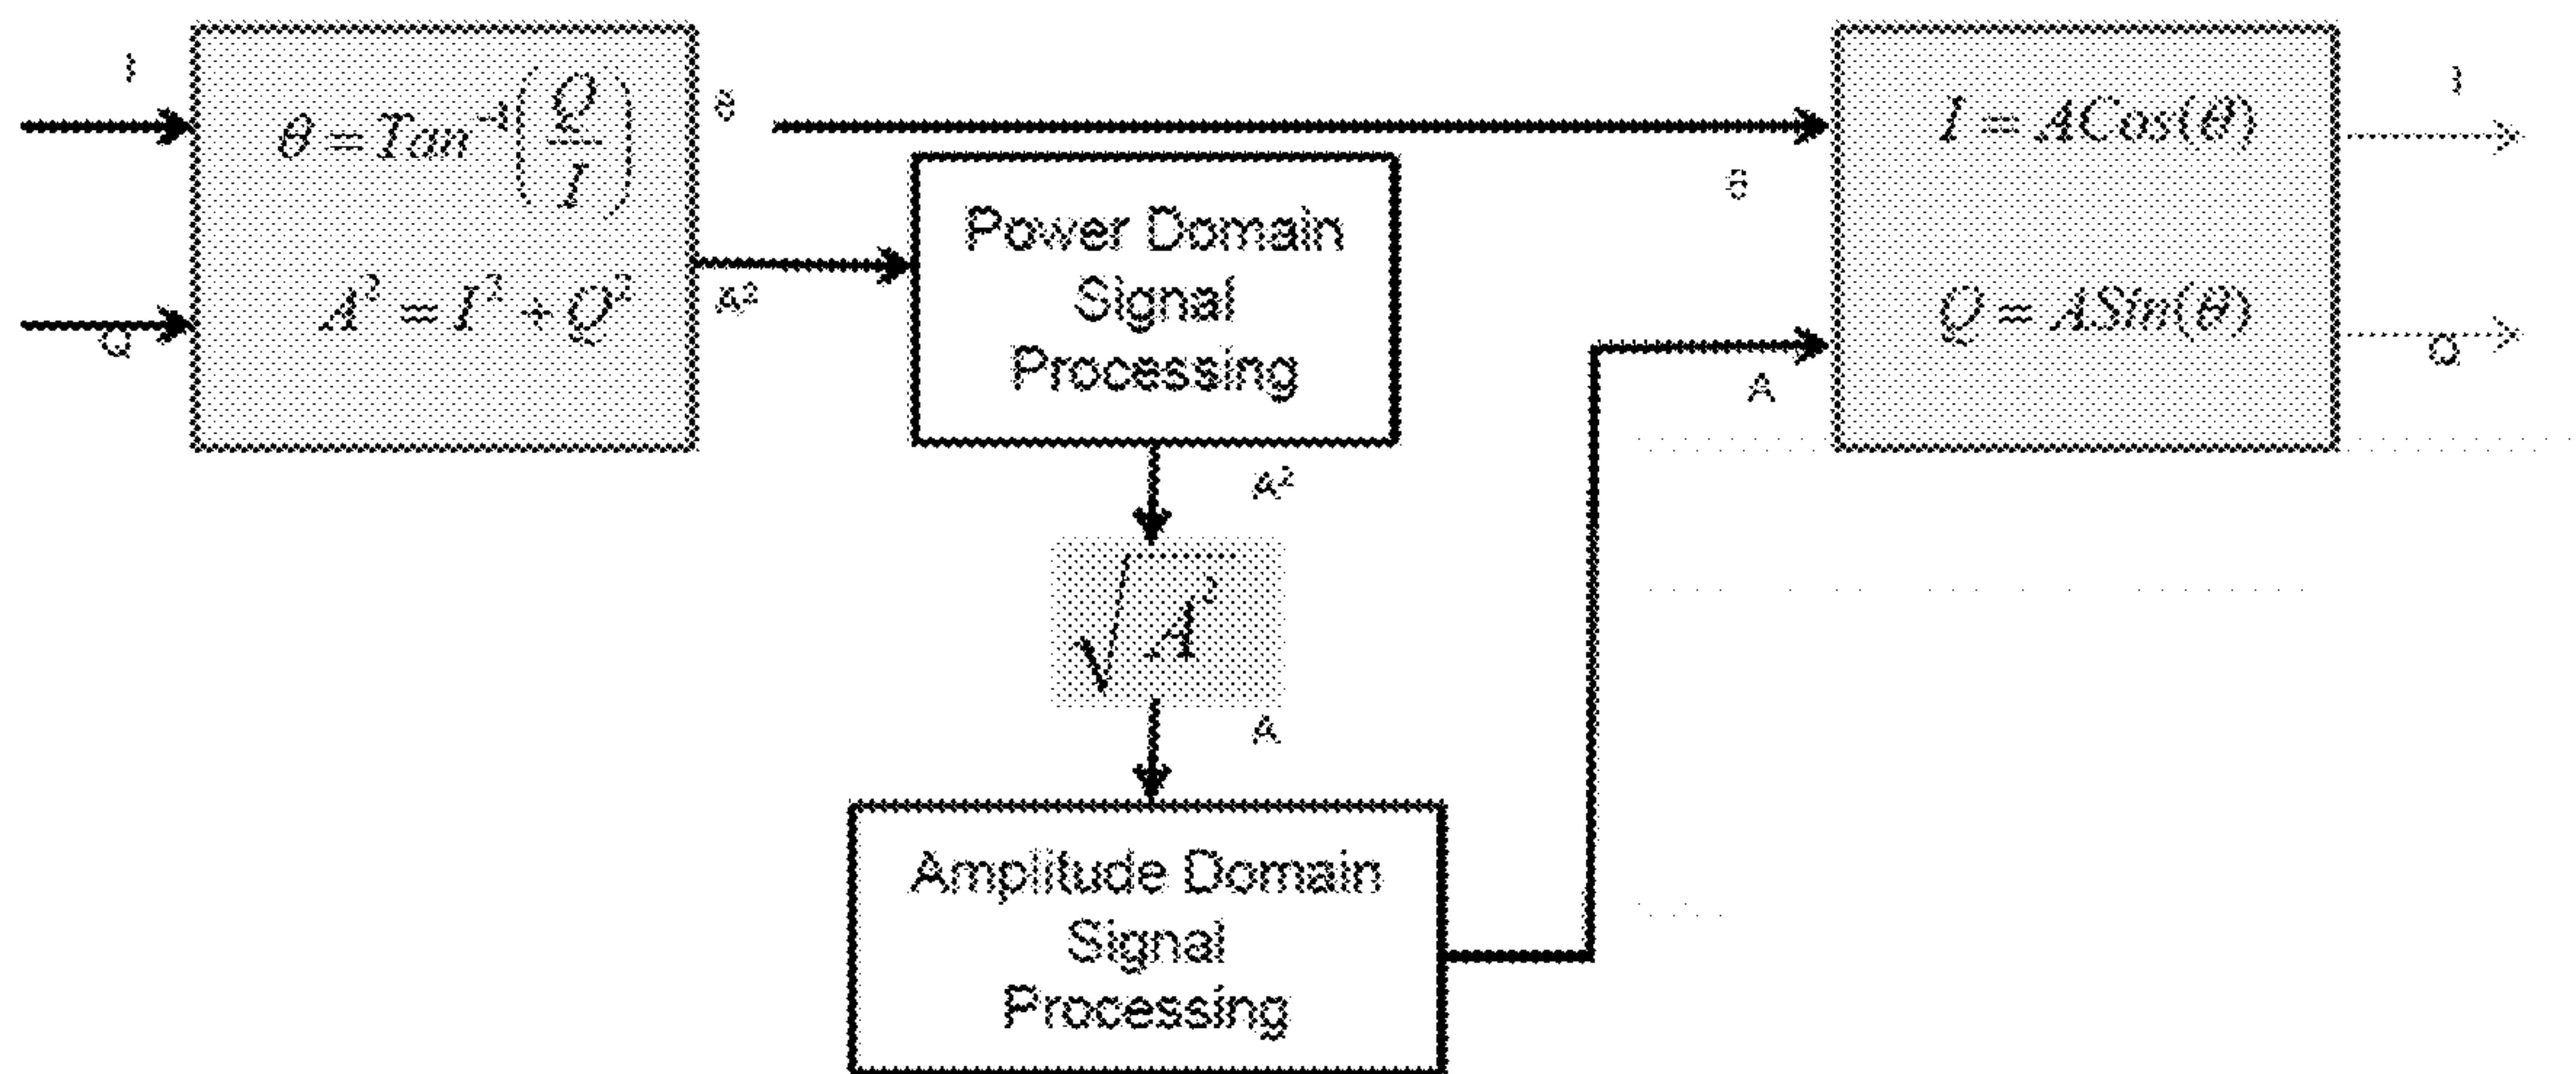 I
θ = Tan⁻¹(Q/I)
A² = I² + Q²
Q
θ
A²
Power Domain
Signal
Processing
A²
√A²
A
Amplitude Domain
Signal
Processing
θ
A
I = ACos(θ)
Q = ASin(θ)
I
Q